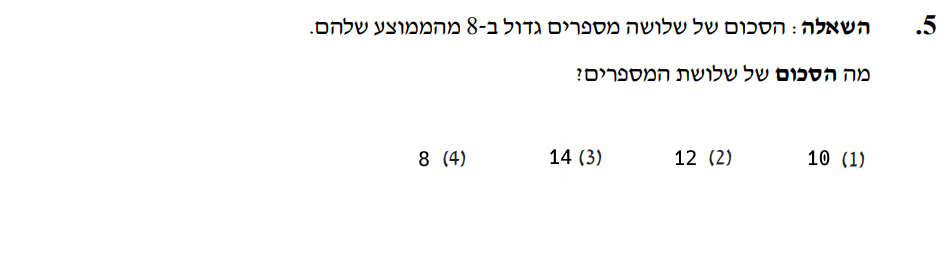 .5 השאלה: הסכום של שלושה מספרים גדול ב-8 מהממוצע שלהם.
מה הסכום של שלושת המספרים?
(1) 10 (2) 12 (3) 14 (4) 8